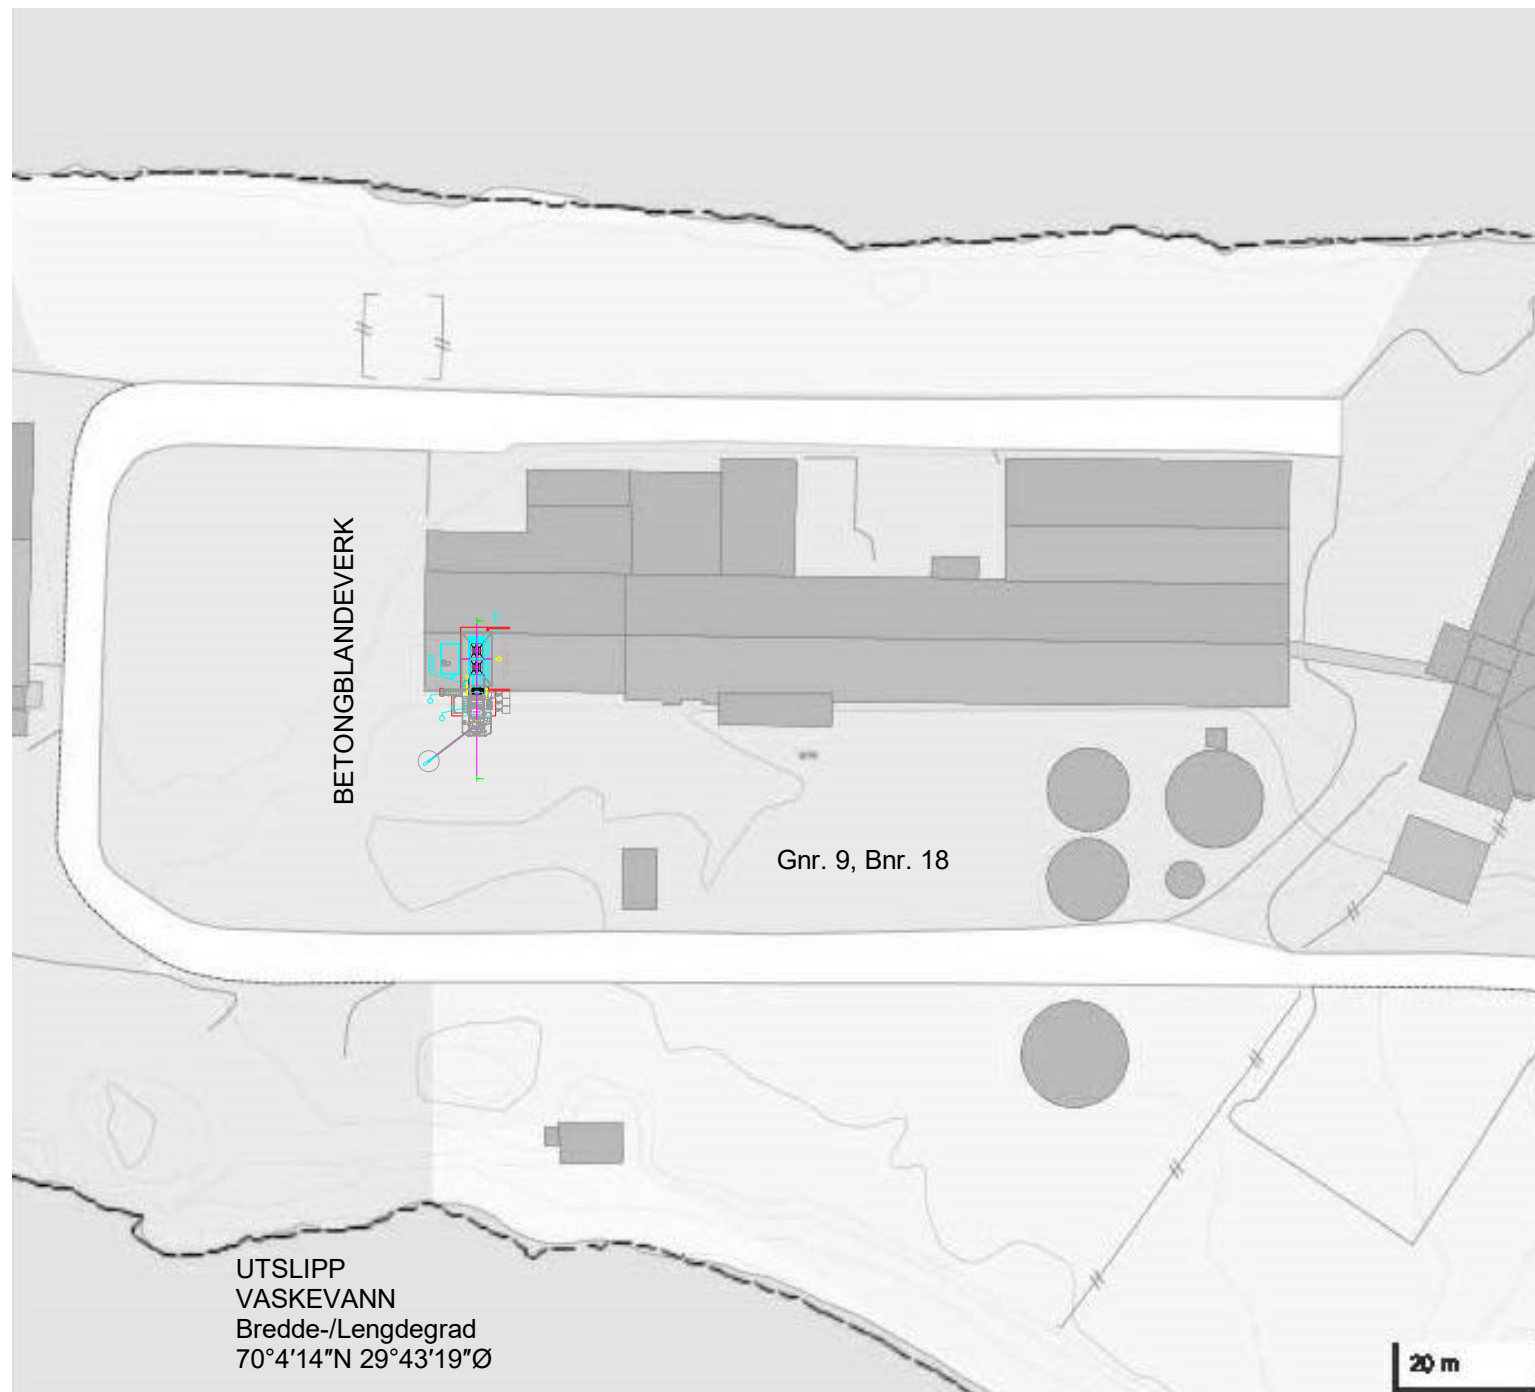 BETONGBLANDEVERK
Gnr. 9, Bnr. 18
UTSLIPP
VASKEVANN
Bredde-/Lengdegrad
70°4'14"N 29°43'19"Ø
20 m